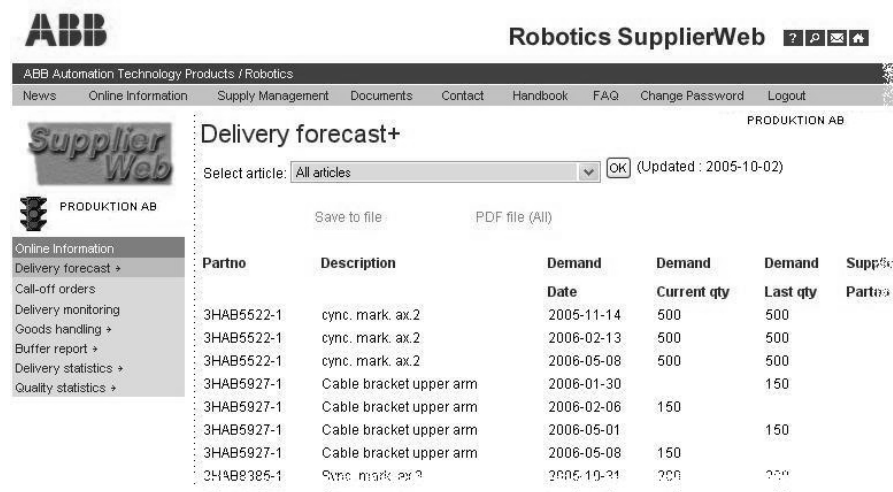 ABB
Robotics SupplierWeb ?
ABB Automation Technology Products / Robotics
News Online Information Supply Management Documents Contact Handbook FAQ Change Password Logout
PRODUKTION AB
Supplier
Web
Delivery forecast+
Select article: All articles OK (Updated : 2005-10-02)
PRODUKTION AB
Save to file PDF file (All)
Online Information
Delivery forecast +
Call-off orders
Delivery monitoring
Goods handling +
Buffer report +
Delivery statistics +
Quality statistics +
Partno Description Demand Demand Demand
Date Current qty Last qty
3HAB5522-1 cync. mark. ax.2 2005-11-14 500 500
3HAB5522-1 cync. mark. ax.2 2006-02-13 500 500
3HAB5522-1 cync. mark. ax.2 2006-05-08 500 500
3HAB5927-1 Cable bracket upper arm 2006-01-30 150
3HAB5927-1 Cable bracket upper arm 2006-02-06 150
3HAB5927-1 Cable bracket upper arm 2006-05-01 150
3HAB5927-1 Cable bracket upper arm 2006-05-08 150